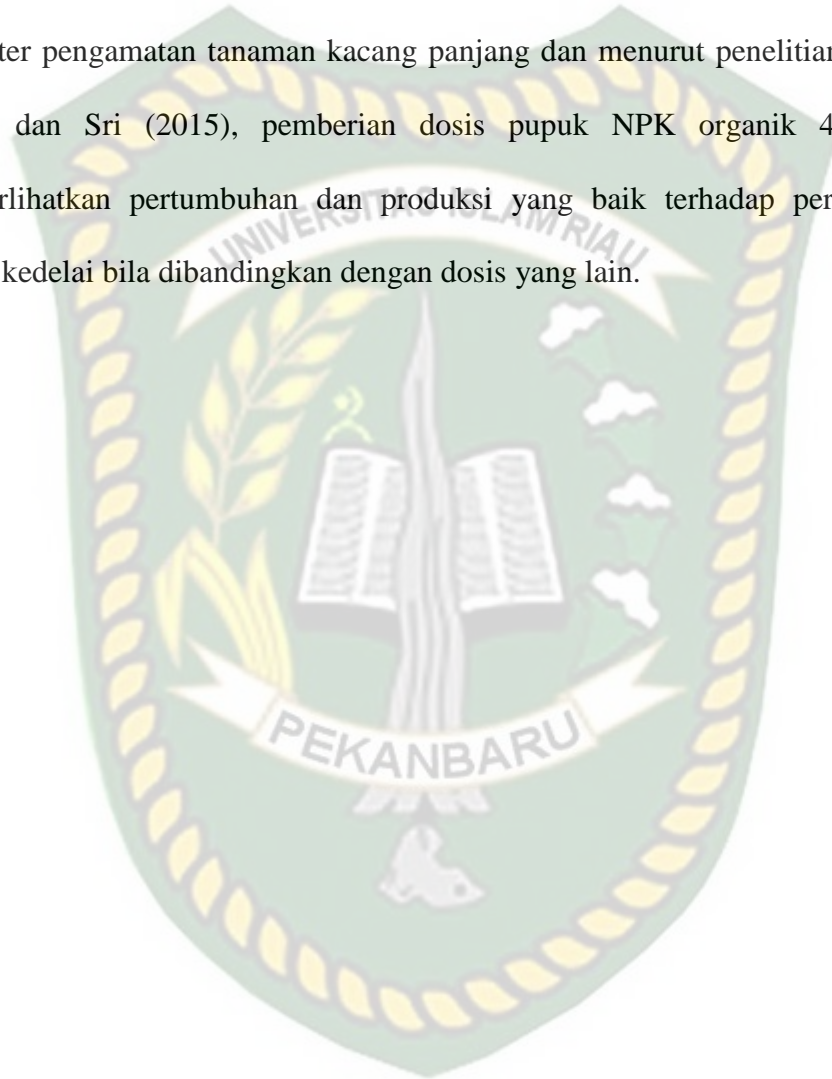 ter pengamatan tanaman kacang panjang dan menurut penelitian
dan Sri (2015), pemberian dosis pupuk NPK organik 4
rlihatkan pertumbuhan dan produksi yang baik terhadap per
kedelai bila dibandingkan dengan dosis yang lain.
UNIVERSITAS ISLAM RIAU
PEKANBARU